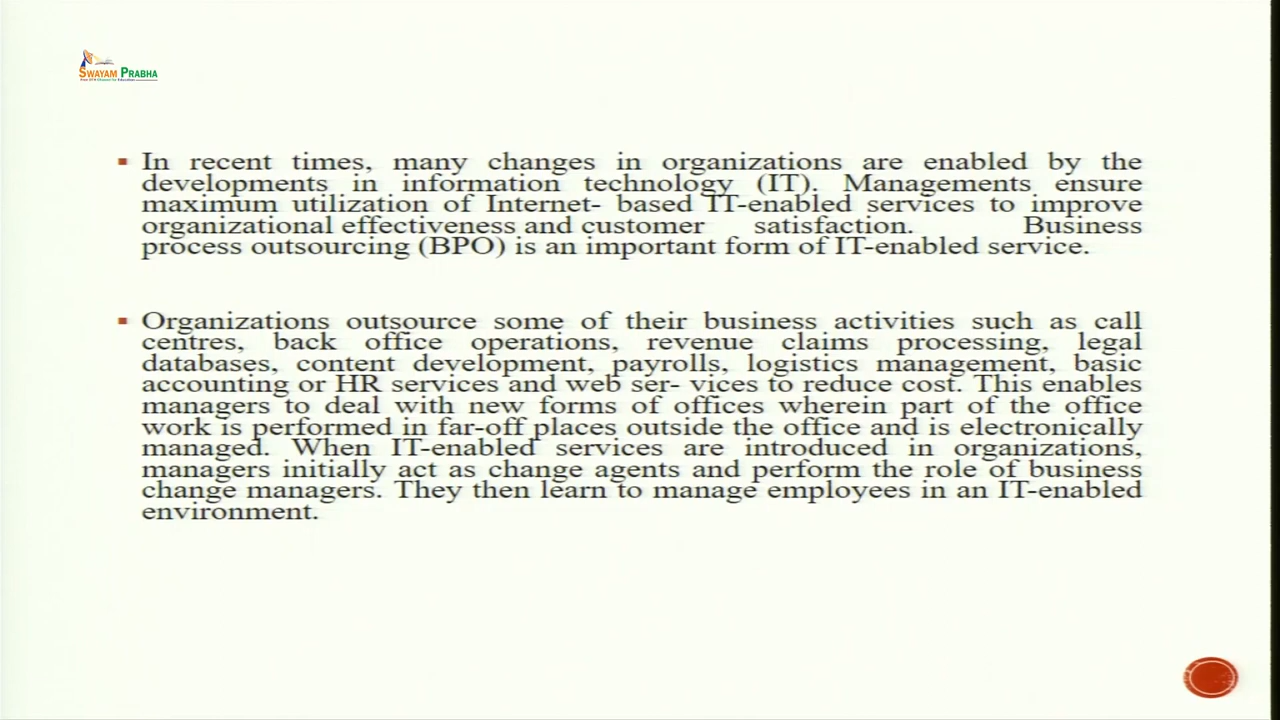 SWAYAM PRABHA
In recent times, many changes in organizations are enabled by the
developments in information technology (IT). Managements ensure
maximum utilization of Internet- based IT-enabled services to improve
organizational effectiveness and customer satisfaction. Business
process outsourcing (BPO) is an important form of IT-enabled service.
Organizations outsource some of their business activities such as call
centres, back office operations, revenue claims processing, legal
databases, content development, payrolls, logistics management, basic
accounting or HR services and web ser- vices to reduce cost. This enables
managers to deal with new forms of offices wherein part of the office
work is performed in far-off places outside the office and is electronically
managed. When IT-enabled services are introduced in organizations,
managers initially act as change agents and perform the role of business
change managers. They then learn to manage employees in an IT-enabled
environment.